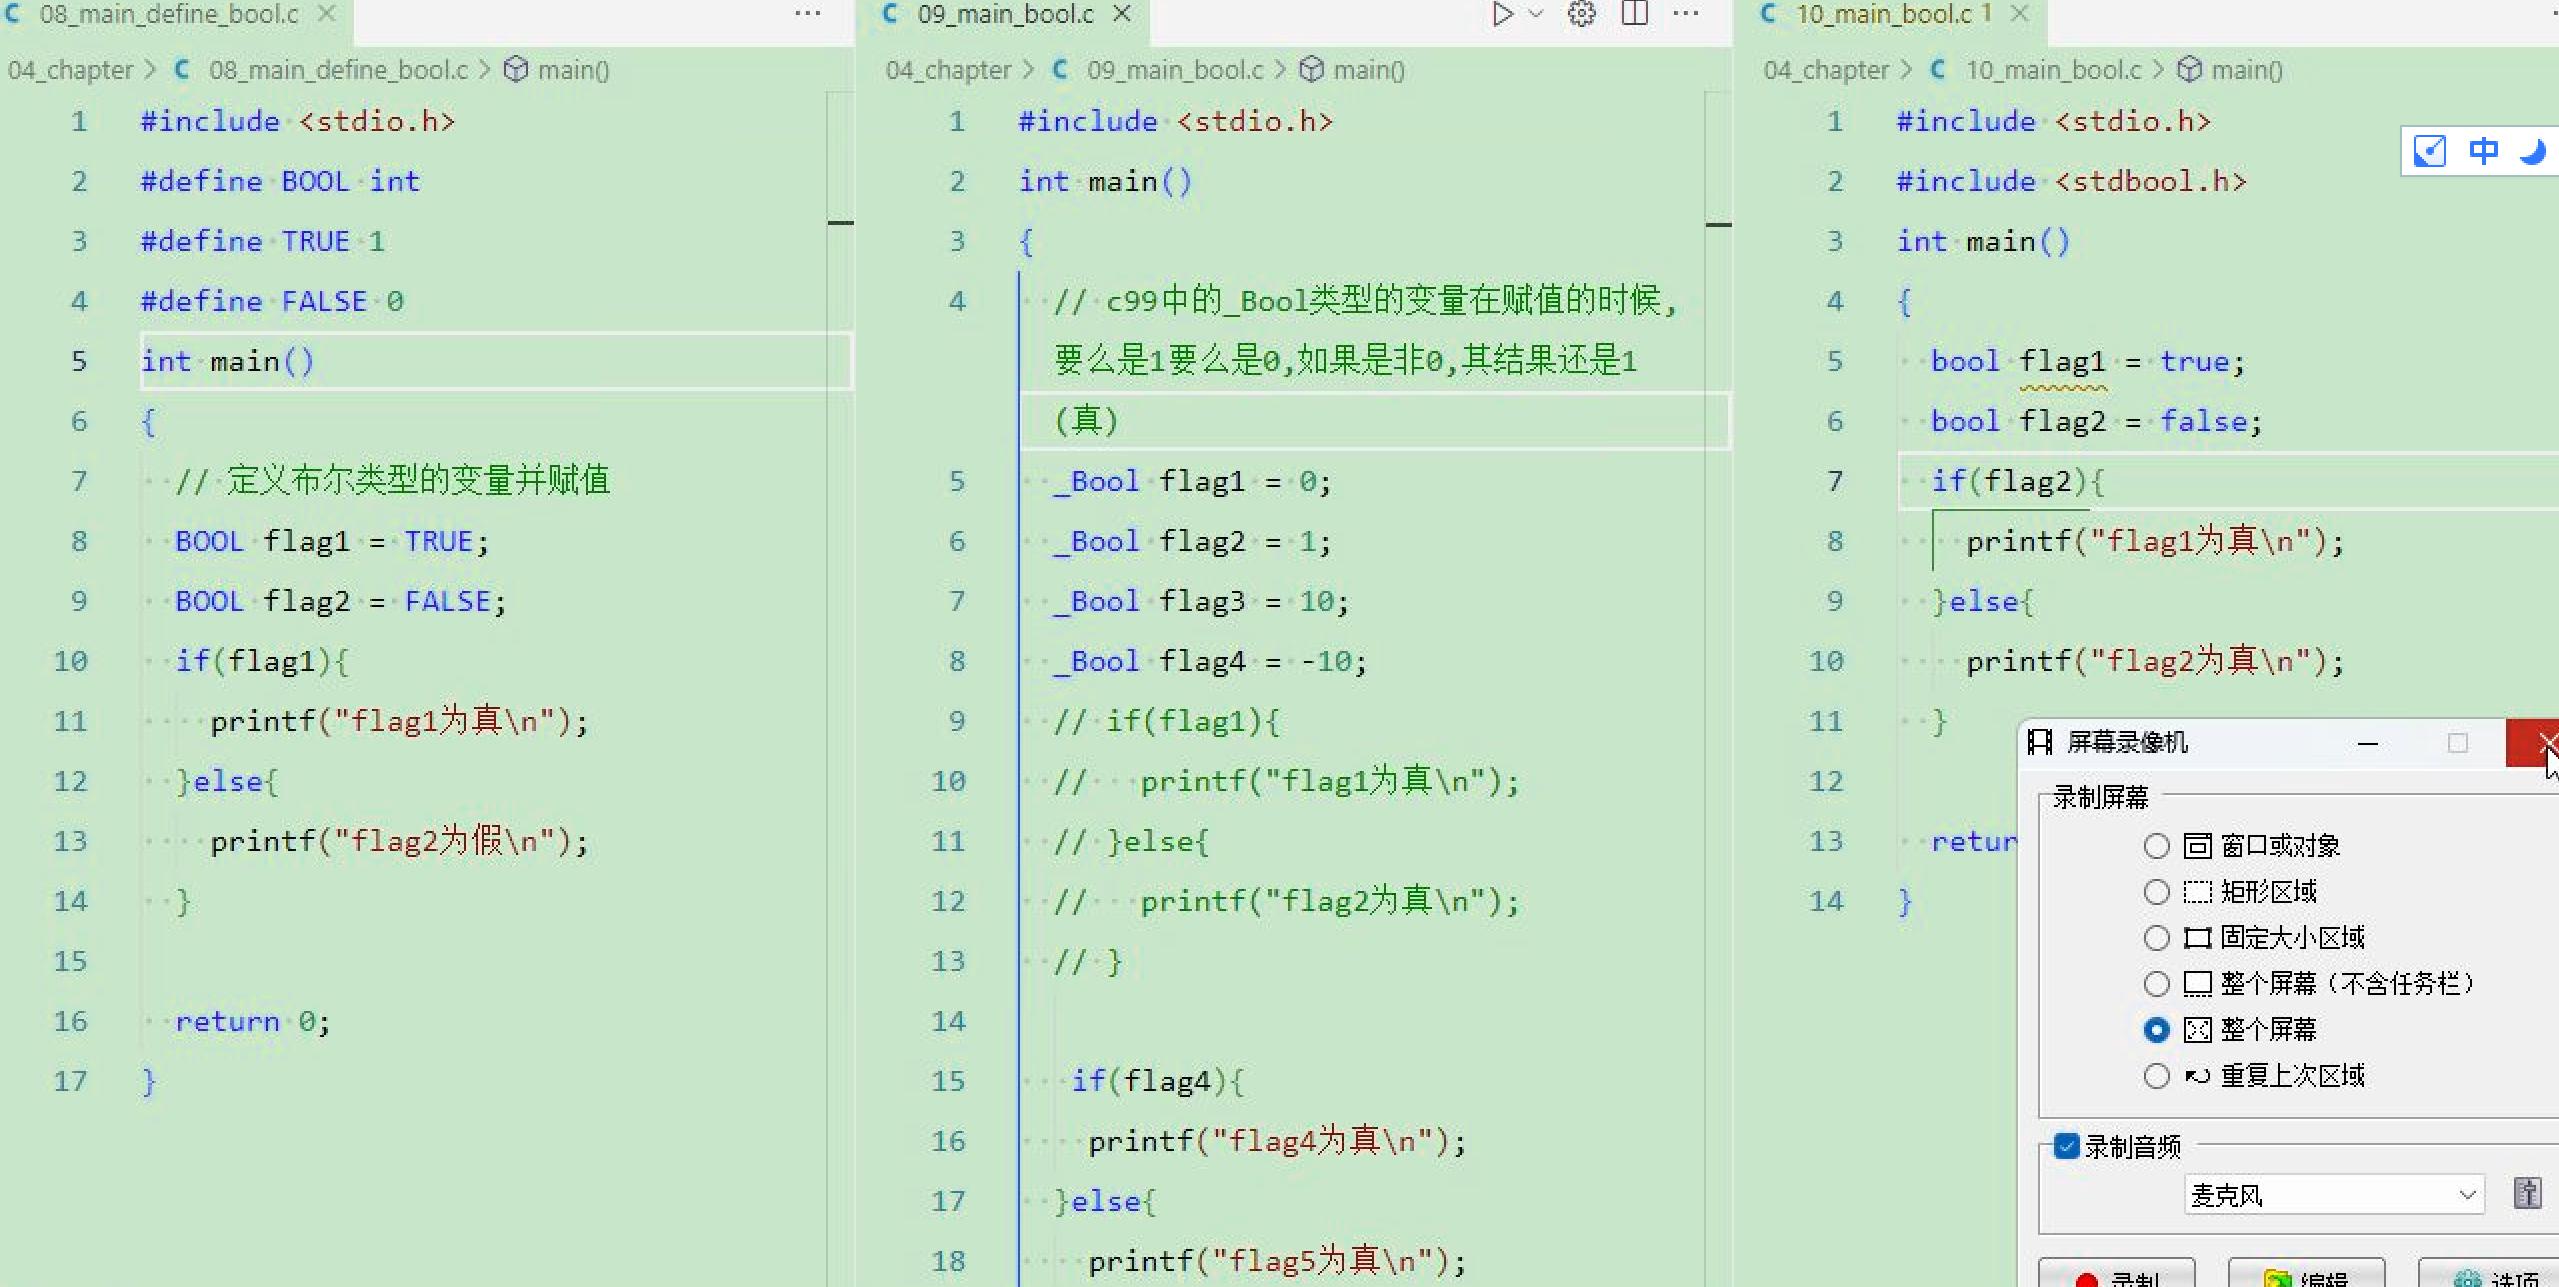 08_main_define_bool.c
04_chapter > 08_main_define_bool.c > main()
1 #include <stdio.h>
2 #define BOOL int
3 #define TRUE 1
4 #define FALSE 0
5 int main()
6 {
7 // 定义布尔类型的变量并赋值
8 BOOL flag1 = TRUE;
9 BOOL flag2 = FALSE;
10 if(flag1){
11 printf("flag1为真\n");
12 }else{
13 printf("flag2为假\n");
14 }
15
16 return 0;
17 }
09_main_bool.c
04_chapter > 09_main_bool.c > main()
1 #include <stdio.h>
2 int main()
3 {
4 // c99中的_Bool类型的变量在赋值的时候,
要么是1要么是0,如果是非0,其结果还是1
(真)
5 _Bool flag1 = 0;
6 _Bool flag2 = 1;
7 _Bool flag3 = 10;
8 _Bool flag4 = -10;
9 // if(flag1){
10 // printf("flag1为真\n");
11 // }else{
12 // printf("flag2为真\n");
13 // }
14
15 if(flag4){
16 printf("flag4为真\n");
17 }else{
18 printf("flag5为真\n");
10_main_bool.c 1
04_chapter > 10_main_bool.c > main()
1 #include <stdio.h>
2 #include <stdbool.h>
3 int main()
4 {
5 bool flag1 = true;
6 bool flag2 = false;
7 if(flag2){
8 printf("flag1为真\n");
9 }else{
10 printf("flag2为真\n");
11 }
12
13 retur
14 }
中
屏幕录像机
录制屏幕
窗口或对象
矩形区域
固定大小区域
整个屏幕（不含任务栏）
整个屏幕
重复上次区域
录制音频
麦克风
录制 编辑 选项